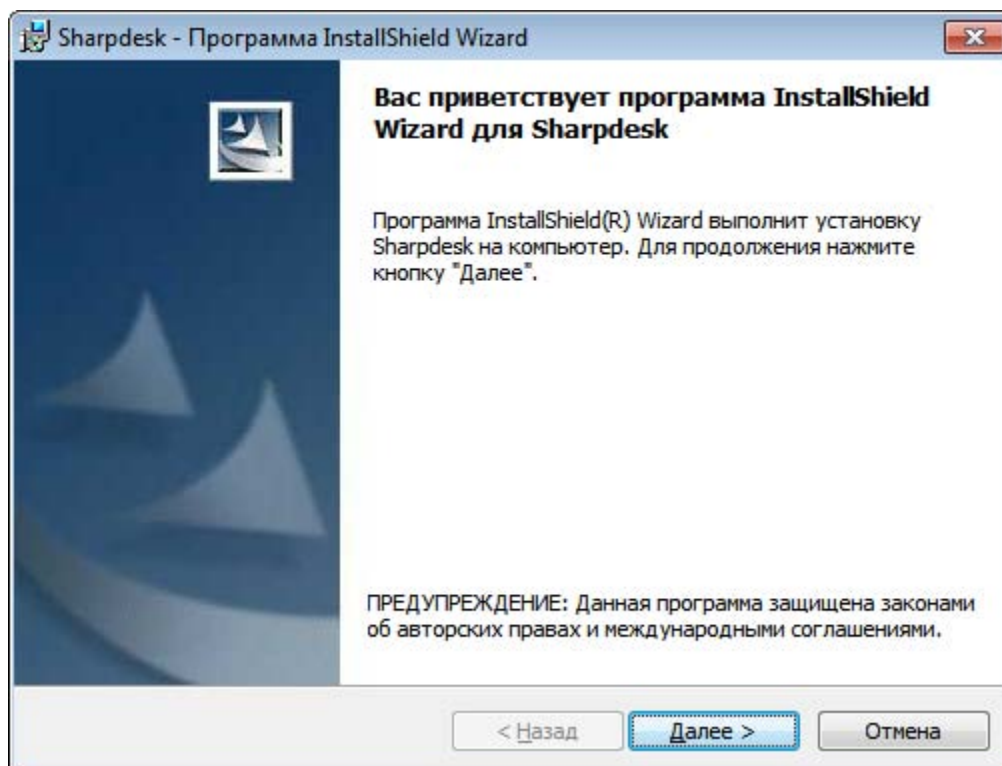 Sharpdesk - Программа InstallShield Wizard
Вас приветствует программа InstallShield
Wizard для Sharpdesk
Программа InstallShield(R) Wizard выполнит установку
Sharpdesk на компьютер. Для продолжения нажмите
кнопку "Далее".
ПРЕДУПРЕЖДЕНИЕ: Данная программа защищена законами
об авторских правах и международными соглашениями.
< Назад Далее > Отмена